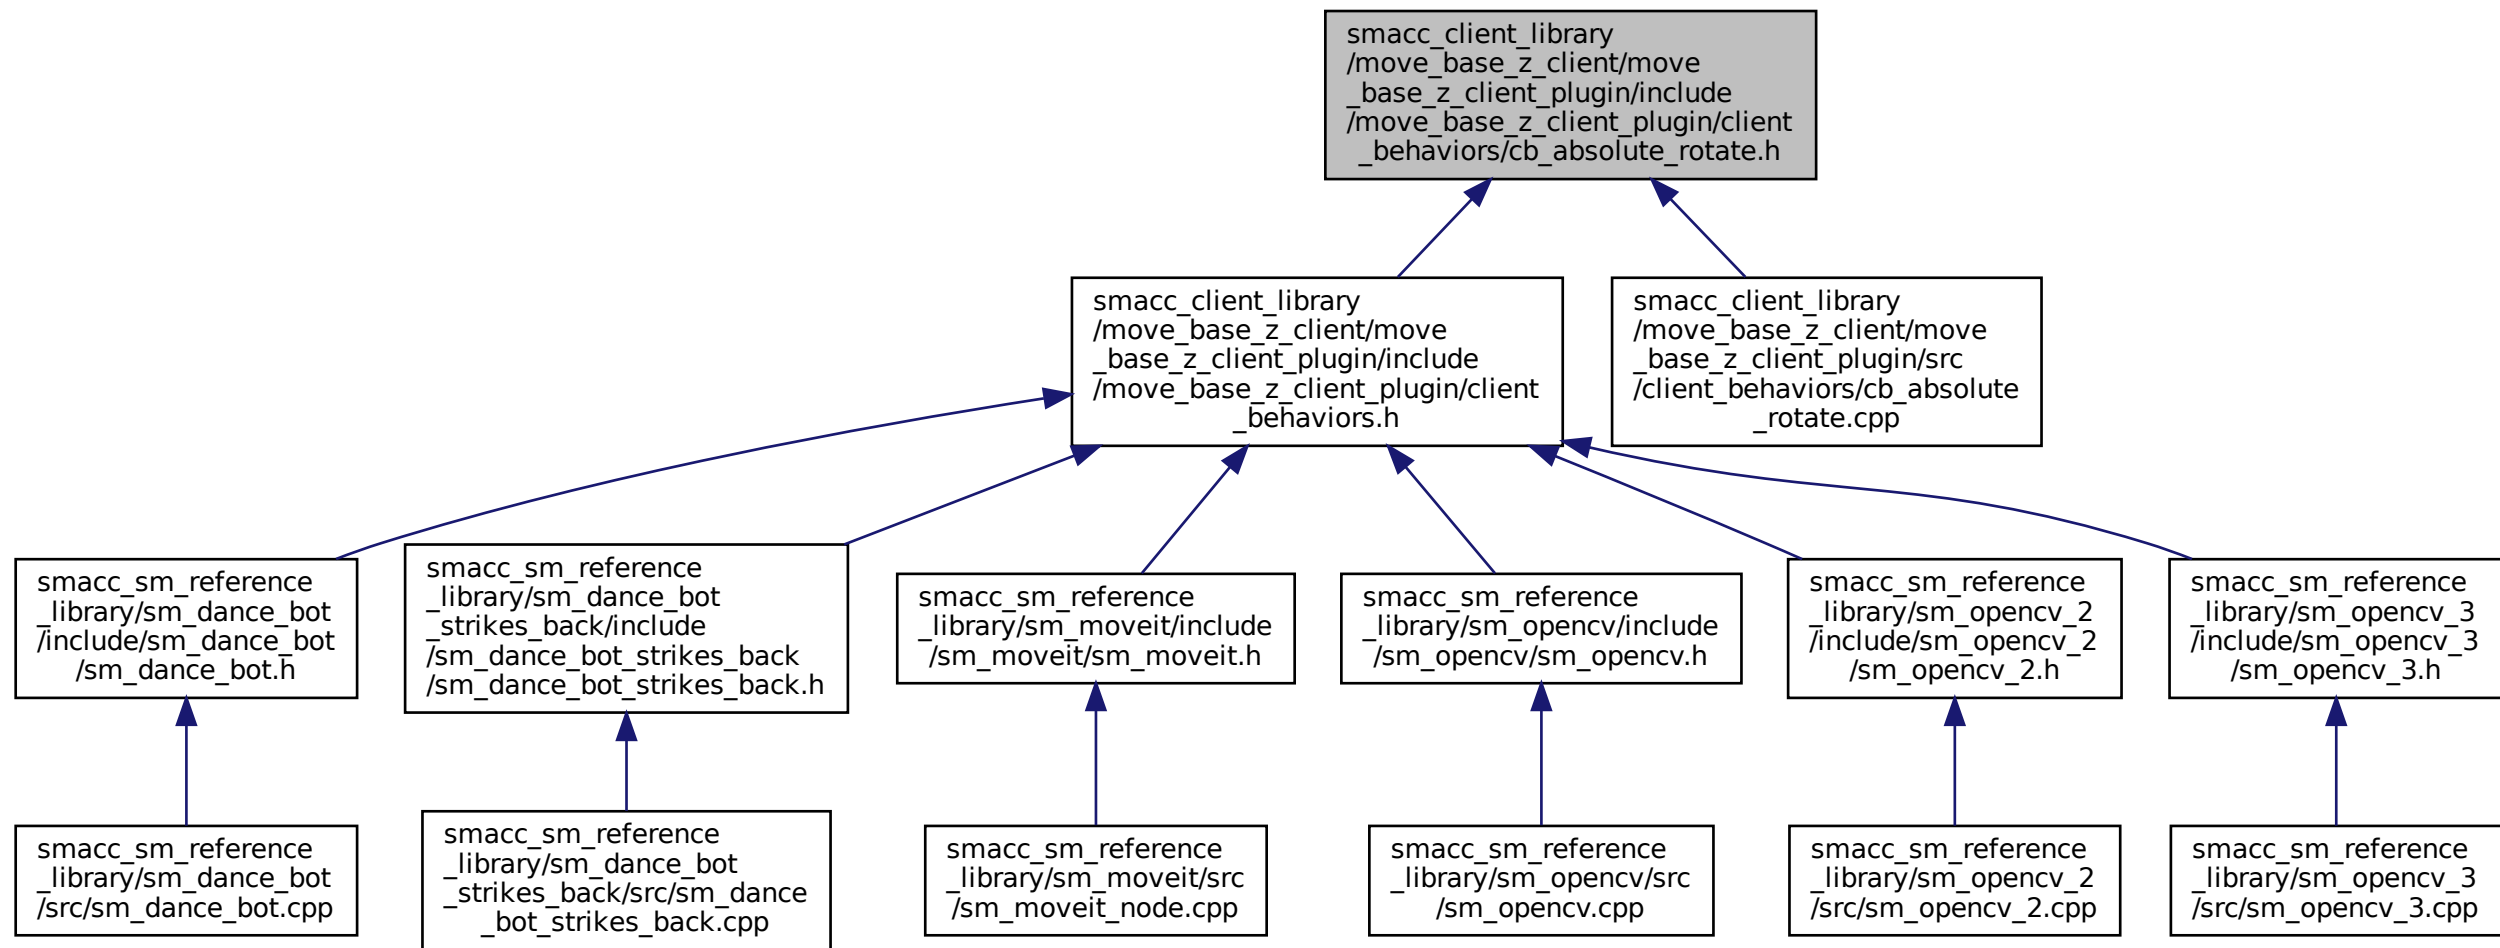 smacc_client_library
/move_base_z_client/move
_base_z_client_plugin/include
/move_base_z_client_plugin/client
_behaviors/cb_absolute_rotate.h
smacc_client_library
/move_base_z_client/move
_base_z_client_plugin/include
/move_base_z_client_plugin/client
_behaviors.h
smacc_client_library
/move_base_z_client/move
_base_z_client_plugin/src
/client_behaviors/cb_absolute
_rotate.cpp
smacc_sm_reference
_library/sm_dance_bot
/include/sm_dance_bot
/sm_dance_bot.h
smacc_sm_reference
_library/sm_dance_bot
_strikes_back/include
/sm_dance_bot_strikes_back
/sm_dance_bot_strikes_back.h
smacc_sm_reference
_library/sm_moveit/include
/sm_moveit/sm_moveit.h
smacc_sm_reference
_library/sm_opencv/include
/sm_opencv/sm_opencv.h
smacc_sm_reference
_library/sm_opencv_2
/include/sm_opencv_2
/sm_opencv_2.h
smacc_sm_reference
_library/sm_opencv_3
/include/sm_opencv_3
/sm_opencv_3.h
smacc_sm_reference
_library/sm_dance_bot
/src/sm_dance_bot.cpp
smacc_sm_reference
_library/sm_dance_bot
_strikes_back/src/sm_dance
_bot_strikes_back.cpp
smacc_sm_reference
_library/sm_moveit/src
/sm_moveit_node.cpp
smacc_sm_reference
_library/sm_opencv/src
/sm_opencv.cpp
smacc_sm_reference
_library/sm_opencv_2
/src/sm_opencv_2.cpp
smacc_sm_reference
_library/sm_opencv_3
/src/sm_opencv_3.cpp